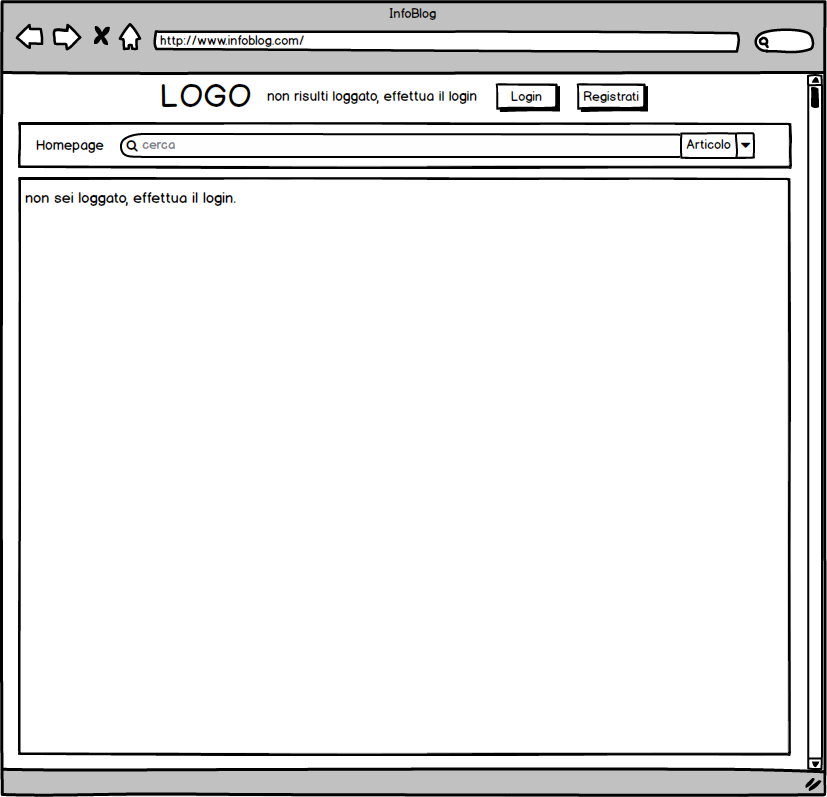 InfoBlog
http://www.infoblog.com/
LOGO non risulti loggato, effettua il login Login Registrati
Homepage cerca Articolo
non sei loggato, effettua il login.